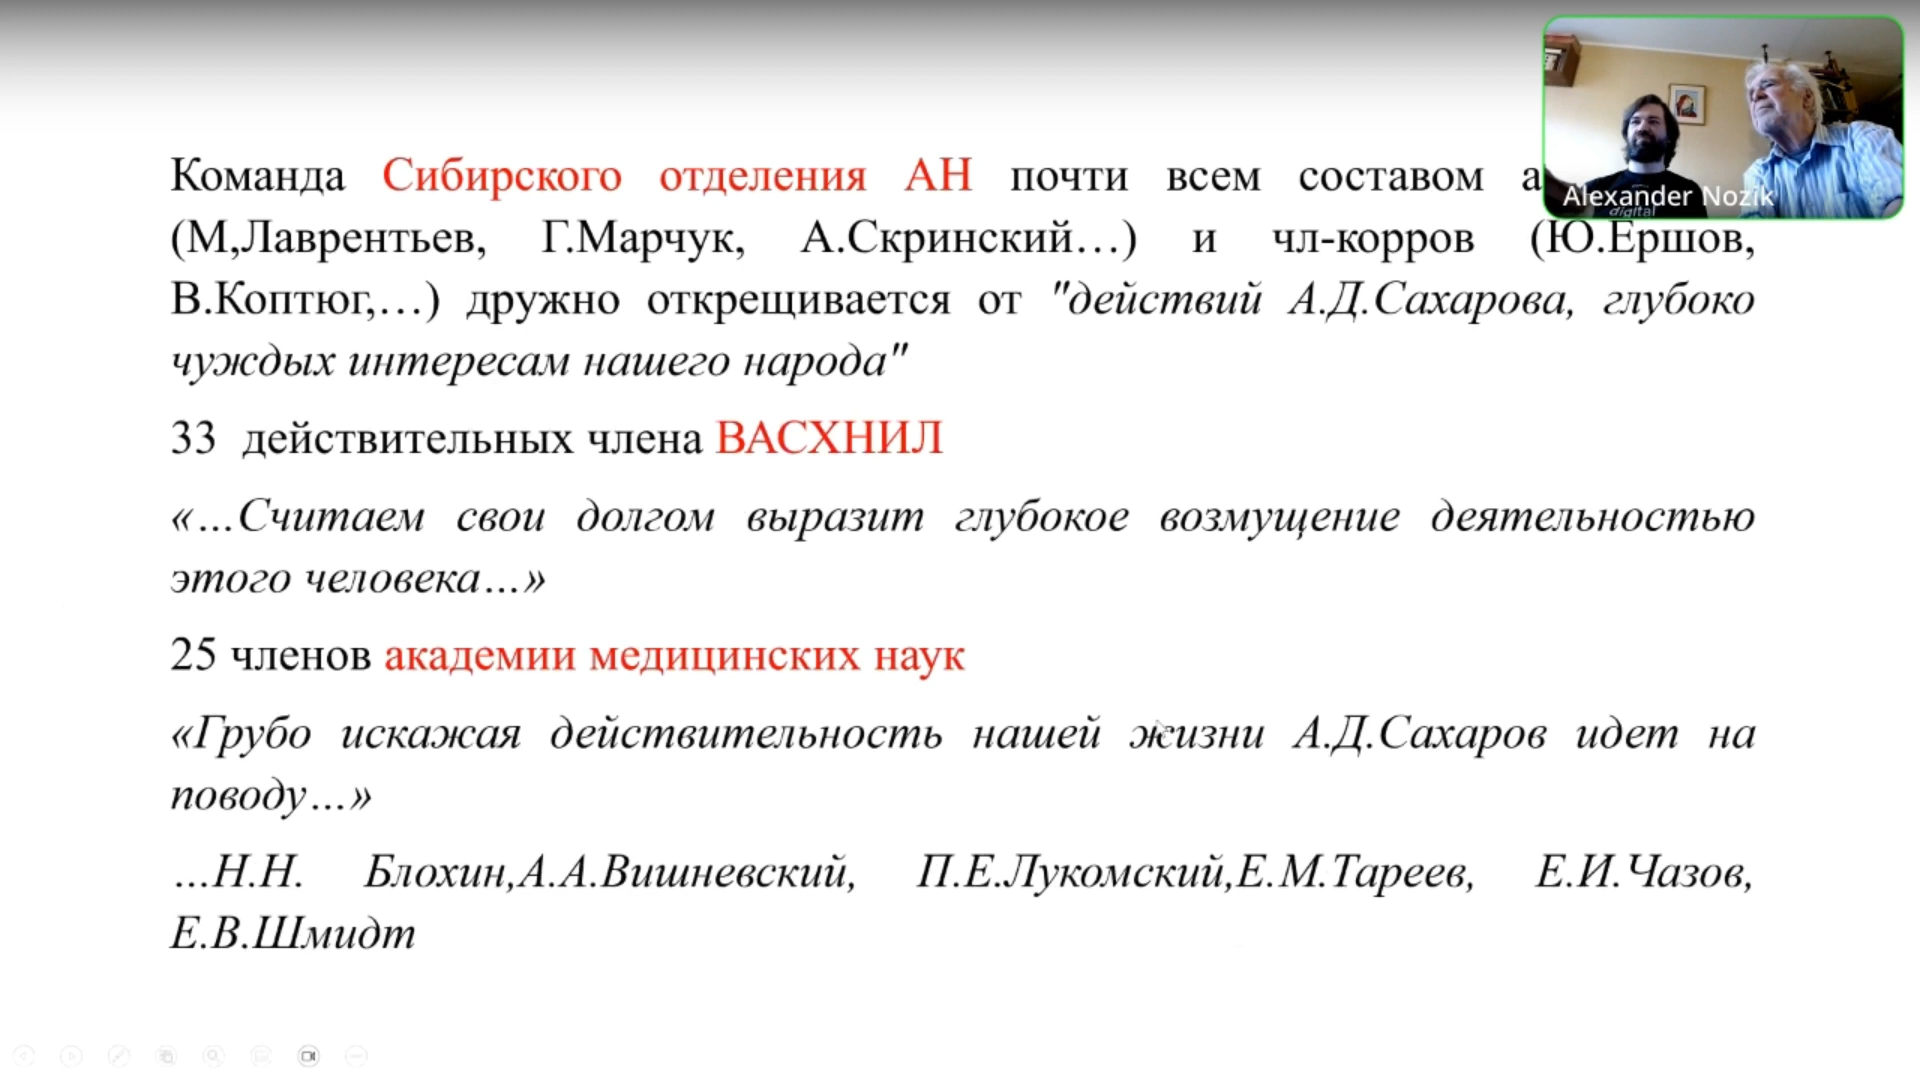 Команда Сибирского отделения АН почти всем составом
(М,Лаврентьев, Г.Марчук, А.Скринский…) и чл-корров (Ю.Ершов,
В.Коптюг,…) дружно открещивается от "действий А.Д.Сахарова, глубоко
чуждых интересам нашего народа"
33 действительных члена ВАСХНИЛ
«…Считаем свои долгом выразит глубокое возмущение деятельностью
этого человека…»
25 членов академии медицинских наук
«Грубо искажая действительность нашей жизни А.Д.Сахаров идет на
поводу…»
…Н.Н. Блохин,А.А.Вишневский, П.Е.Лукомский,Е.М.Тареев, Е.И.Чазов,
Е.В.Шмидт
Alexander Nozik
digital